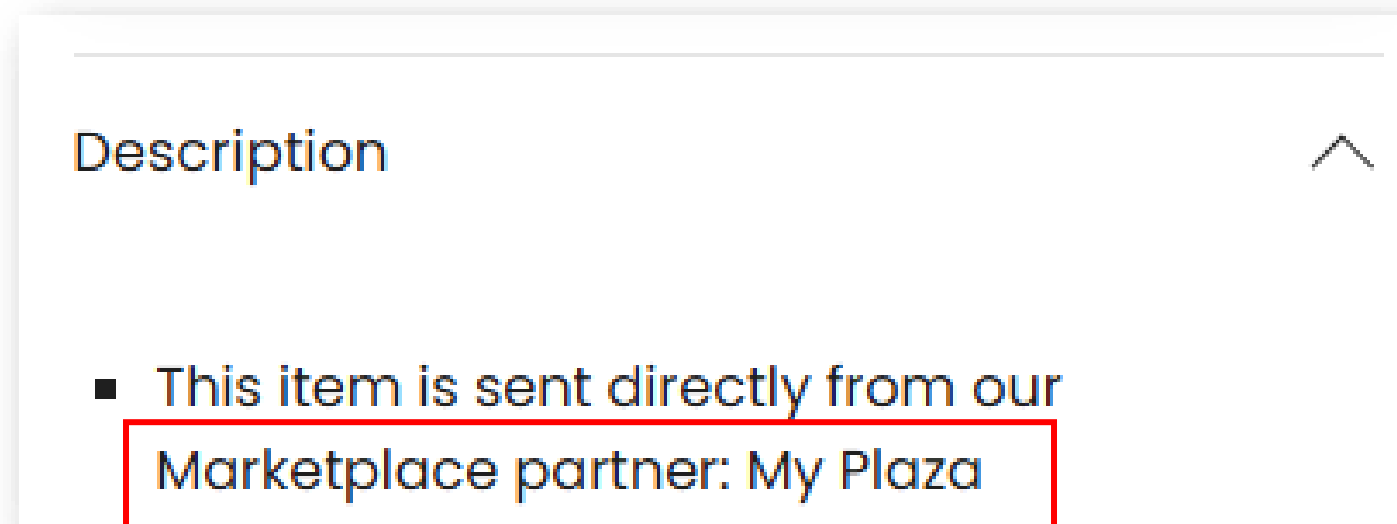 Description
This item is sent directly from our
Marketplace partner: My Plaza